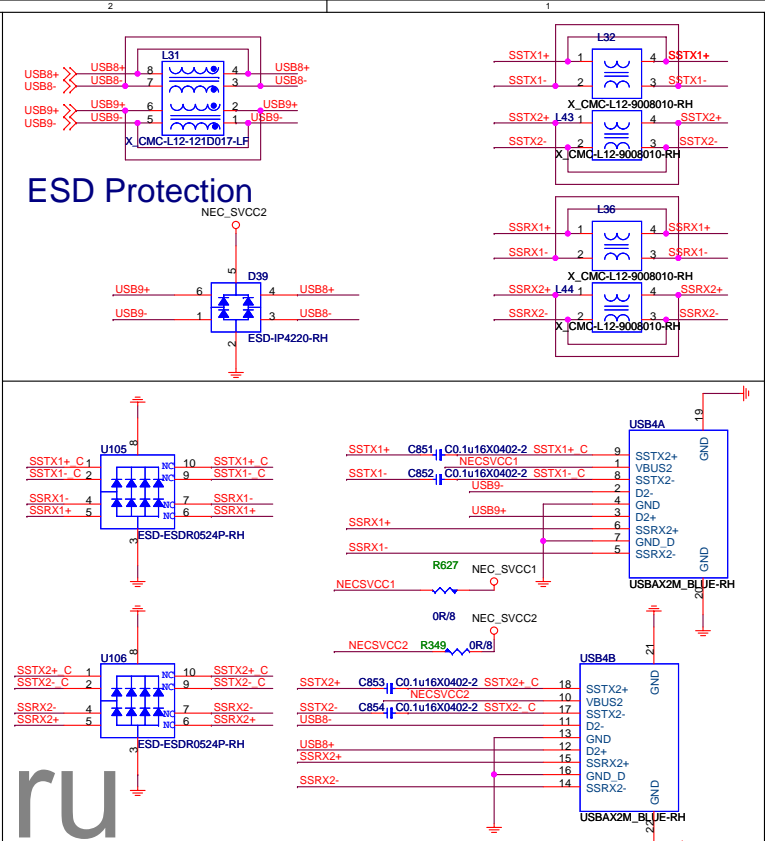 2 1
L31
USB8+ USB8+ 8 4 USB8+
USB8- USB8- 7 3 USB8-
USB9+ USB9+ 6 2 USB9+
USB9- USB9- 5 1 USB9-
X_CMC-L12-121D017-LF
L32
SSTX1+ 1 4 SSTX1+
SSTX1- 2 3 SSTX1-
X_CMC-L12-9008010-RH
SSTX2+ L43 1 4 SSTX2+
SSTX2- 2 3 SSTX2-
X_CMC-L12-9008010-RH
L36
SSRX1+ 1 4 SSRX1+
SSRX1- 2 3 SSRX1-
X_CMC-L12-9008010-RH
SSRX2+ L44 1 4 SSRX2+
SSRX2- 2 3 SSRX2-
X_CMC-L12-9008010-RH
ESD Protection
NEC_SVCC2
5
D39
USB9+ 6 4 USB8+
USB9- 1 3 USB8-
ESD-IP4220-RH
2
U105
8
SSTX1+_C 1 NC 10 SSTX1+_C
SSTX1-_C 2 NC 9 SSTX1-_C
SSRX1- 4 NC 7 SSRX1-
SSRX1+ 5 NC 6 SSRX1+
3
ESD-ESDR0524P-RH
USB4A
19
GND
SSTX1+ C851 C0.1u16X0402-2 SSTX1+_C 9 SSTX2+
NECSVCC1 1 VBUS2
SSTX1- C852 C0.1u16X0402-2 SSTX1-_C 8 SSTX2-
USB9- 2 D2-
4 GND
USB9+ 3 D2+
SSRX1+ 6 SSRX2+
7 GND_D
SSRX1- 5 SSRX2-
GND
20
USBAX2M_BLUE-RH
R627
NEC_SVCC1
NECSVCC1
0R/8
NEC_SVCC2
NECSVCC2 R349 0R/8
U106
8
SSTX2+_C 1 NC 10 SSTX2+_C
SSTX2-_C 2 NC 9 SSTX2-_C
SSRX2- 4 NC 7 SSRX2-
SSRX2+ 5 NC 6 SSRX2+
3
ESD-ESDR0524P-RH
USB4B
21
GND
SSTX2+ C853 C0.1u16X0402-2 SSTX2+_C 18 SSTX2+
NECSVCC2 10 VBUS2
SSTX2- C854 C0.1u16X0402-2 SSTX2-_C 17 SSTX2-
USB8- 11 D2-
13 GND
USB8+ 12 D2+
SSRX2+ 15 SSRX2+
16 GND_D
SSRX2- 14 SSRX2-
GND
22
USBAX2M_BLUE-RH
ru